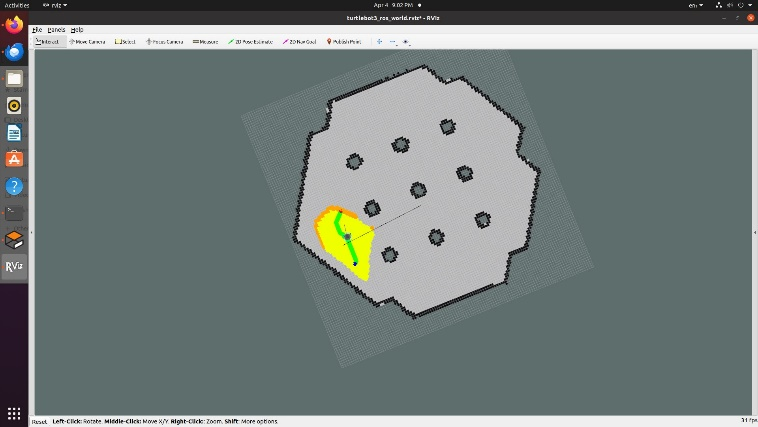 Activities rviz ▾ Apr 4 9:02 PM en ▾
turtlebot3_ros_world.rviz* - RViz
File Panels Help
Interact Move Camera Select Focus Camera Measure 2D Pose Estimate 2D Nav Goal Publish Point
RViz
Reset Left-Click: Rotate. Middle-Click: Move X/Y. Right-Click: Zoom. Shift: More options. 31 fps